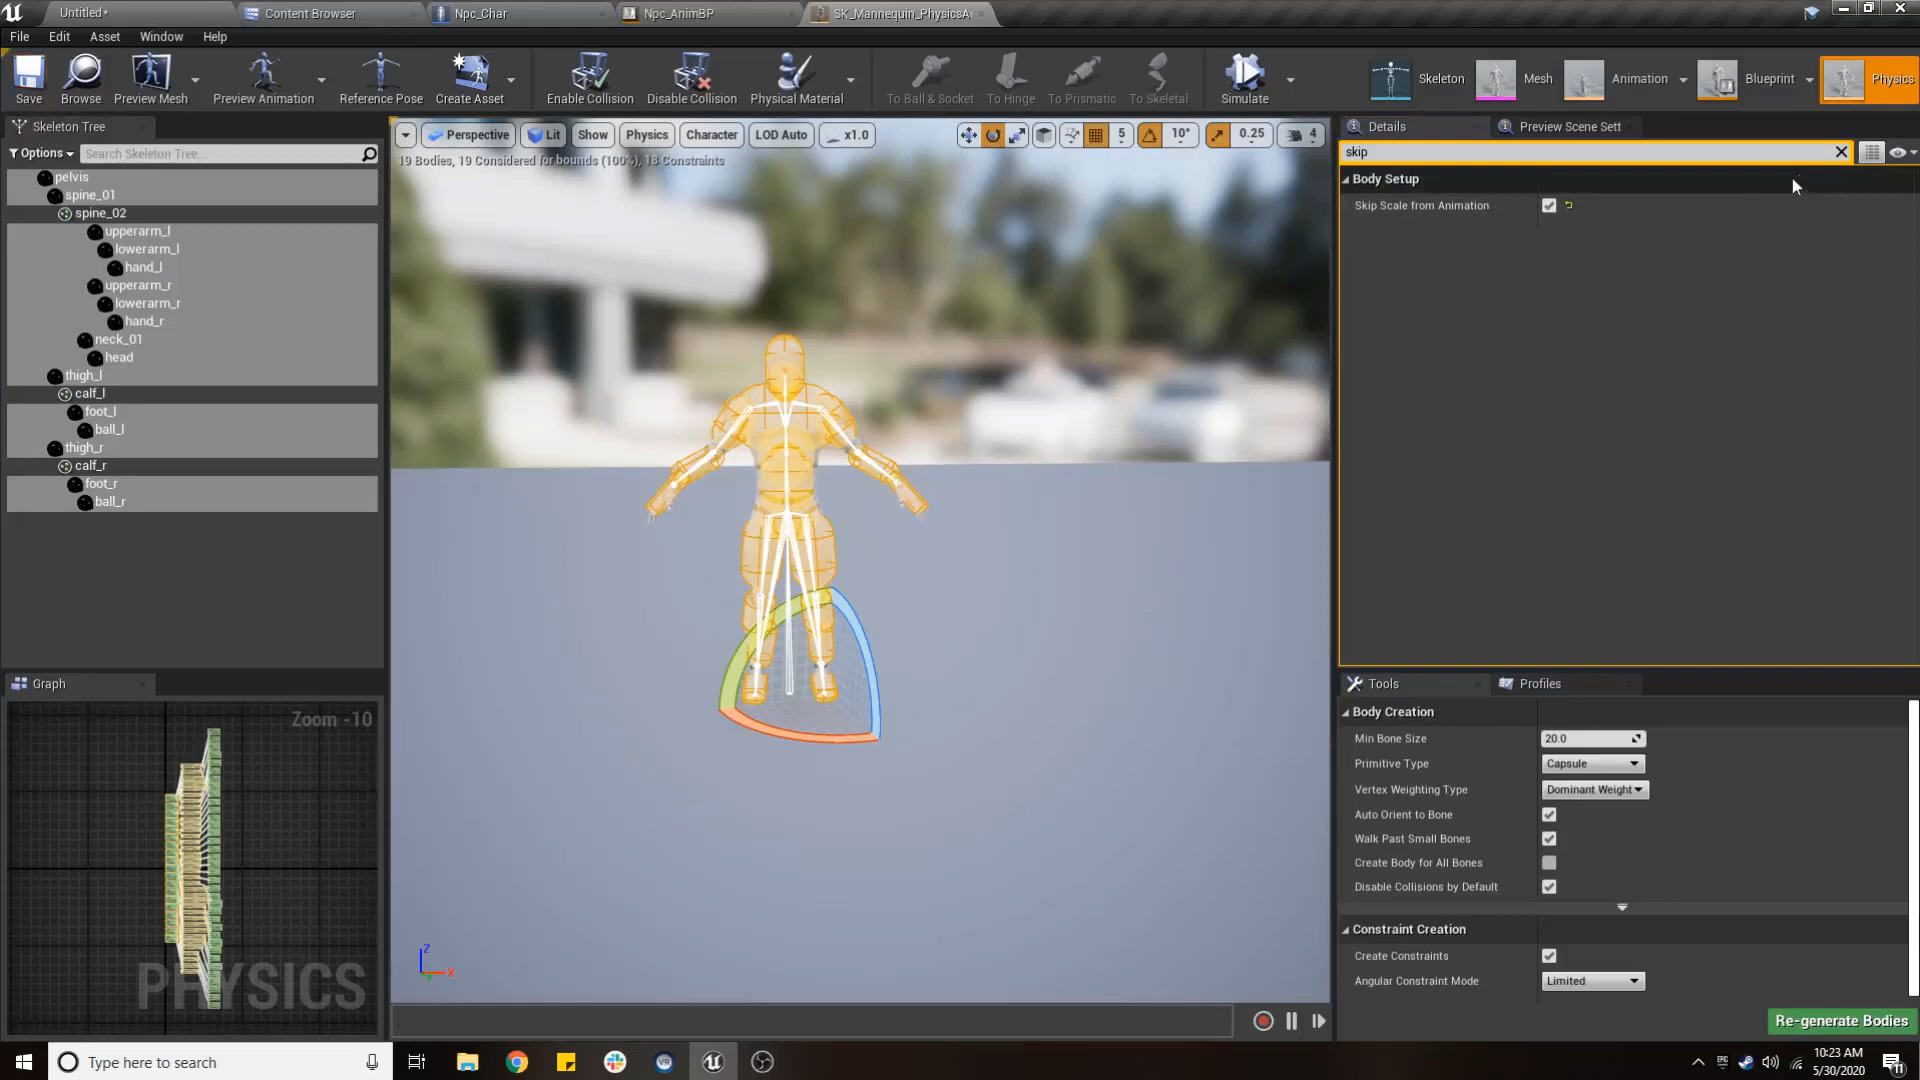 Untitled*
Content Browser
Npc_Char
Npc_AnimBP
SK_Mannequin_PhysicsA
File Edit Asset Window Help
Save
Browse
Preview Mesh
Preview Animation
Reference Pose
Create Asset
Enable Collision
Disable Collision
Physical Material
To Ball & Socket
To Hinge
To Prismatic
To Skeletal
Simulate
Skeleton
Mesh
Animation
Blueprint
Physics
Skeleton Tree
Options
Search Skeleton Tree...
pelvis
spine_01
spine_02
upperarm_l
lowerarm_l
hand_l
upperarm_r
lowerarm_r
hand_r
neck_01
head
thigh_l
calf_l
foot_l
ball_l
thigh_r
calf_r
foot_r
ball_r
Graph
Zoom -10
PHYSICS
Perspective
Lit
Show
Physics
Character
LOD Auto
x1.0
5
10°
0.25
4
19 Bodies, 19 Considered for bounds (100%), 18 Constraints
Z
X
Details
Preview Scene Sett
skip
Body Setup
Skip Scale from Animation
Tools
Profiles
Body Creation
Min Bone Size 20.0
Primitive Type Capsule
Vertex Weighting Type Dominant Weight
Auto Orient to Bone
Walk Past Small Bones
Create Body for All Bones
Disable Collisions by Default
Constraint Creation
Create Constraints
Angular Constraint Mode Limited
Re-generate Bodies
Type here to search
10:23 AM
5/30/2020
11